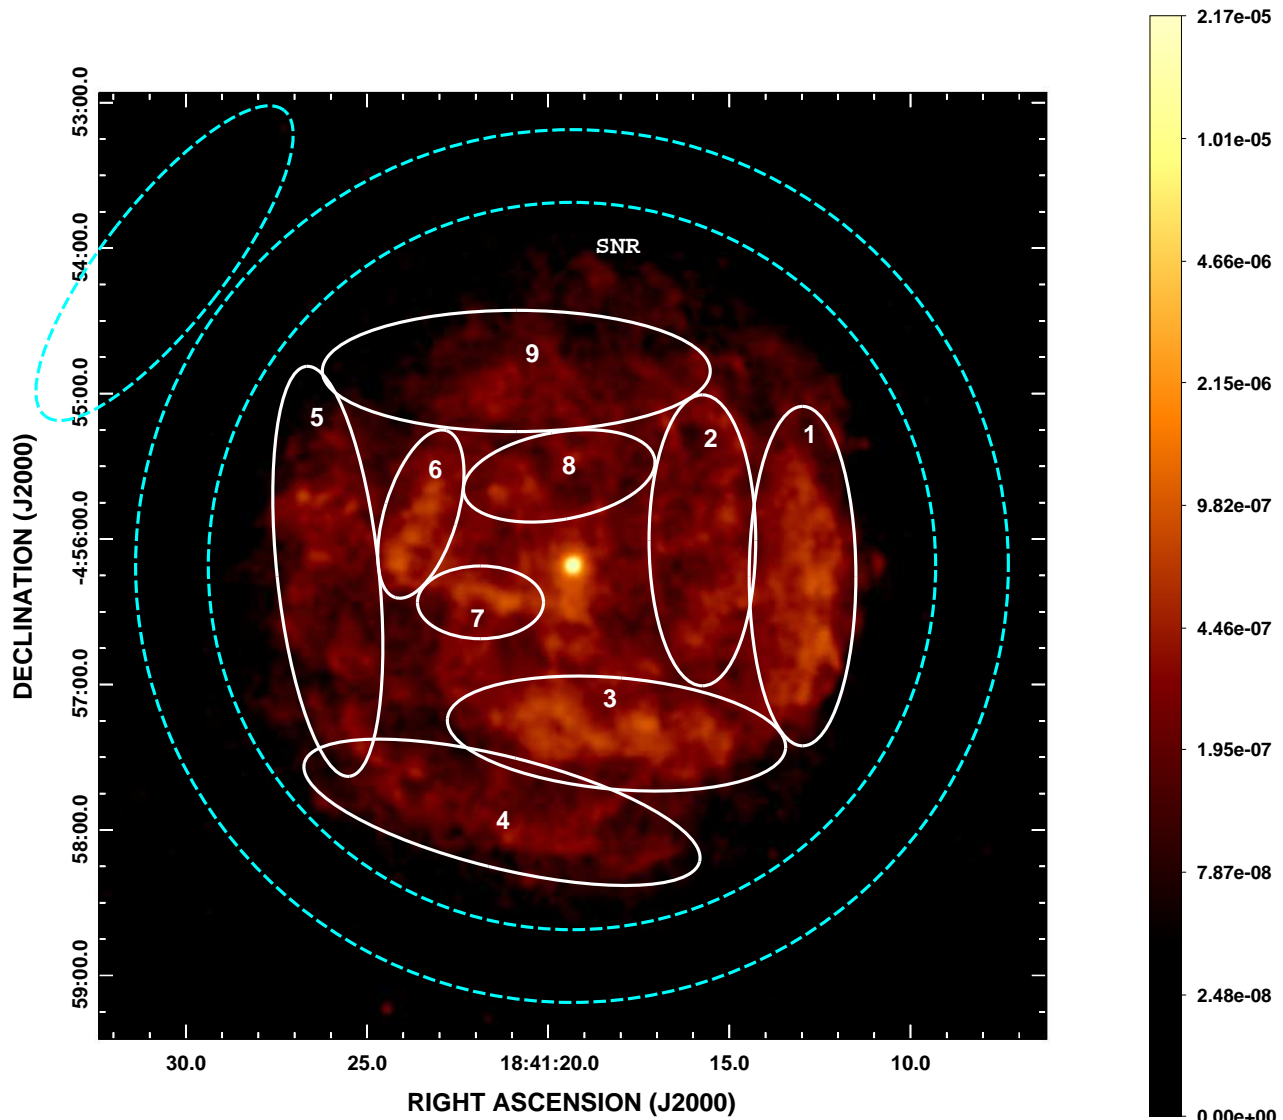 2.17e-05
53:00.0
1.01e-05
54:00.0
SNR
4.66e-06
9
2.15e-06
55:00.0
5
2
1
6
8
9.82e-07
DECLINATION (J2000)
-4:56:00.0
7
4.46e-07
57:00.0
3
1.95e-07
4
58:00.0
7.87e-08
59:00.0
2.48e-08
30.0
25.0
18:41:20.0
15.0
10.0
RIGHT ASCENSION (J2000)
0.00e+00